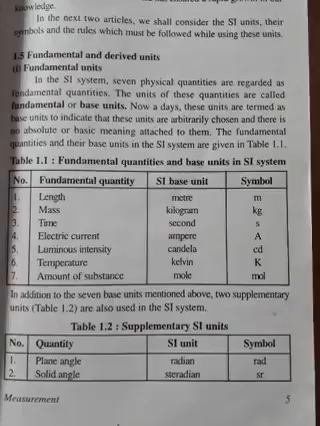 knowledge.
In the next two articles, we shall consider the SI units, their
symbols and the rules which must be followed while using these units.
1.5 Fundamental and derived units
(i) Fundamental units
In the SI system, seven physical quantities are regarded as
fundamental quantities. The units of these quantities are called
fundamental or base units. Now a days, these units are termed as
base units to indicate that these units are arbitrarily chosen and there is
no absolute or basic meaning attached to them. The fundamental
quantities and their base units in the SI system are given in Table 1.1.
Table 1.1 : Fundamental quantities and base units in SI system
No. Fundamental quantity SI base unit Symbol
1. Length metre m
2. Mass kilogram kg
3. Time second s
4. Electric current ampere A
5. Luminous intensity candela cd
6. Temperature kelvin K
7. Amount of substance mole mol
In addition to the seven base units mentioned above, two supplementary
units (Table 1.2) are also used in the SI system.
Table 1.2 : Supplementary SI units
No. Quantity SI unit Symbol
1. Plane angle radian rad
2. Solid angle steradian sr
Measurement 5